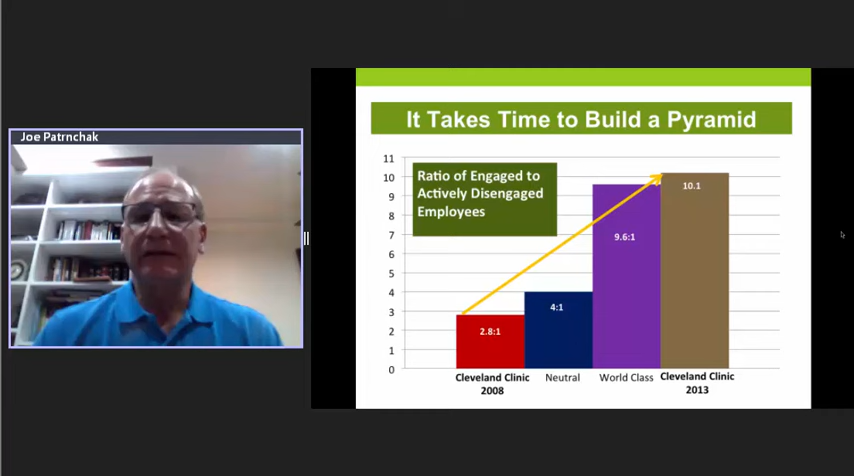 Joe Patrnchak
It Takes Time to Build a Pyramid
Ratio of Engaged to
Actively Disengaged
Employees
11
10
9
8
7
6
5
4
3
2
1
0
2.8:1
4:1
9.6:1
10.1
Cleveland Clinic
2008
Neutral
World Class
Cleveland Clinic
2013